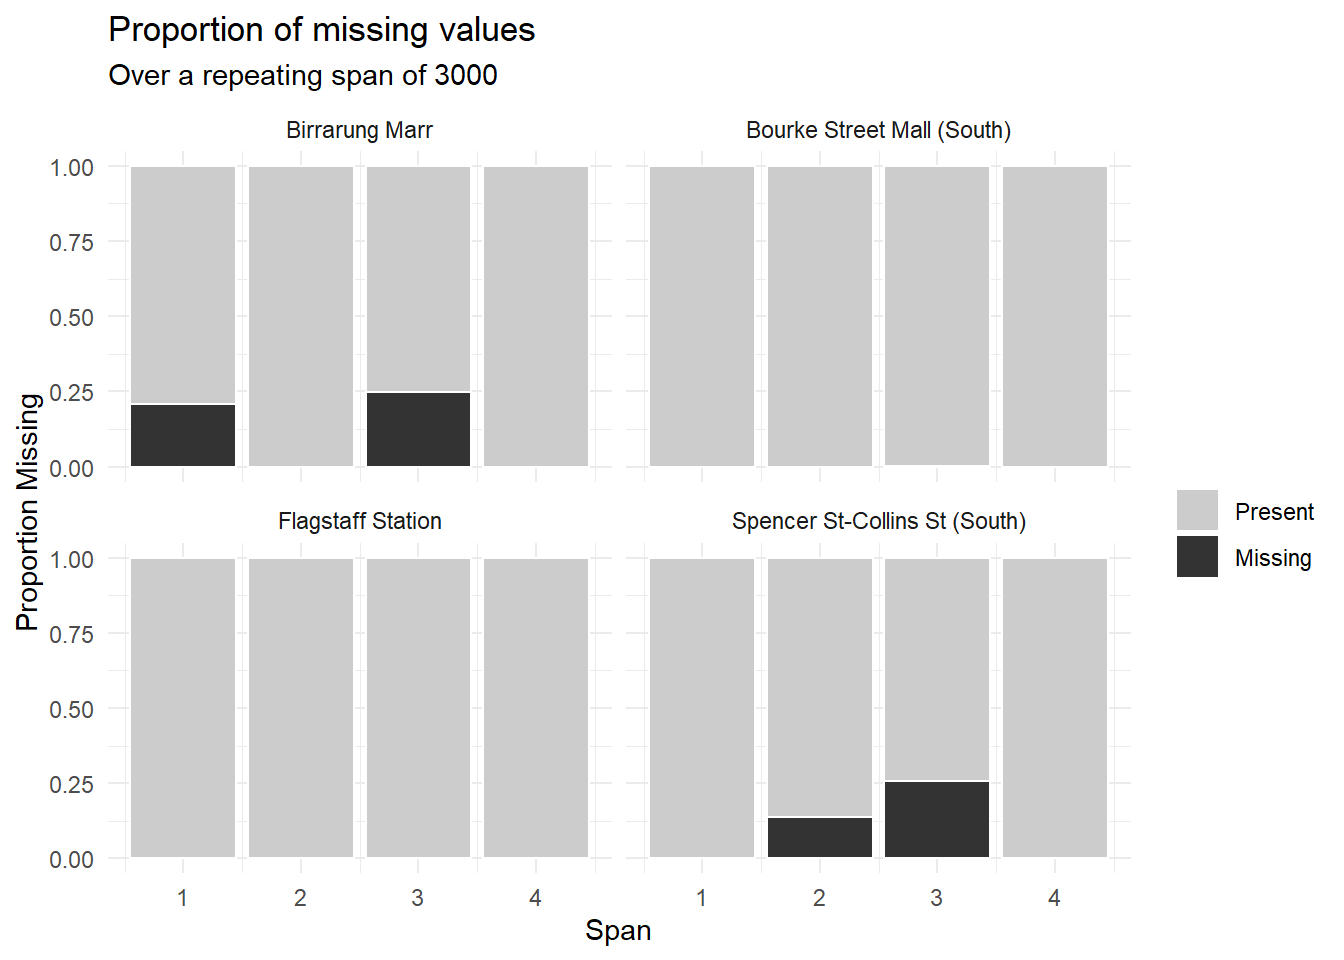 Proportion of missing values
Over a repeating span of 3000
Birrarung Marr
Bourke Street Mall (South)
1.00
0.75
0.50
0.25
0.00
Flagstaff Station
Spencer St-Collins St (South)
1.00
0.75
0.50
0.25
0.00
1 2 3 4
1 2 3 4
Span
Proportion Missing
Present
Missing